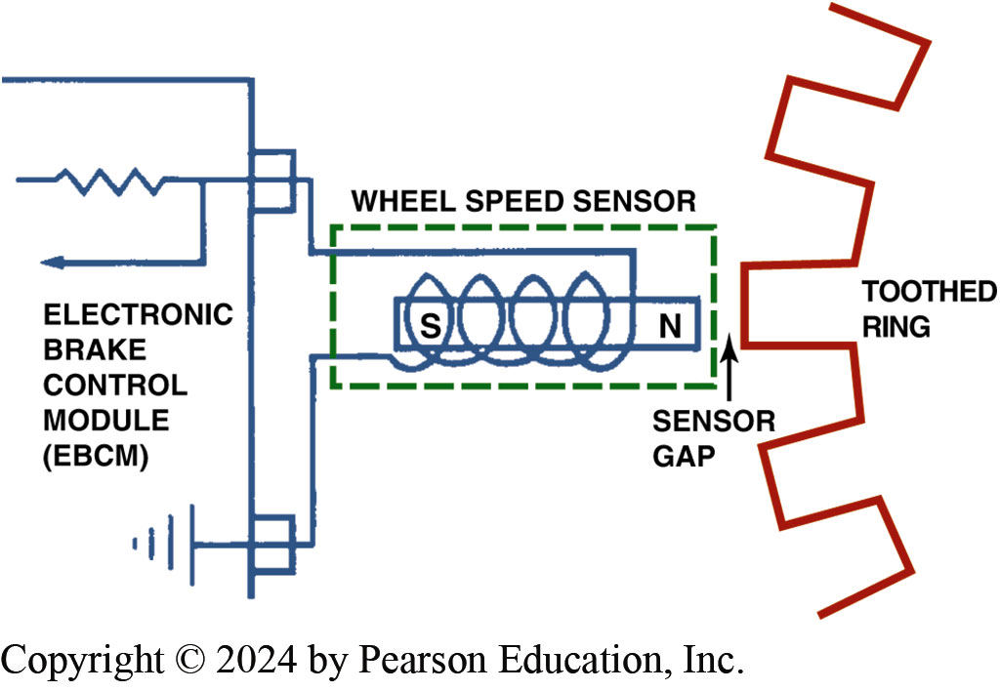 WHEEL SPEED SENSOR
S
N
TOOTHED
RING
ELECTRONIC
BRAKE
CONTROL
MODULE
(EBCM)
SENSOR
GAP
Copyright © 2024 by Pearson Education, Inc.